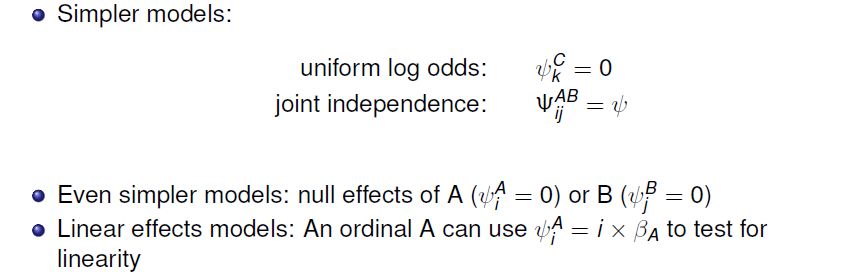 Simpler models:
uniform log odds: ψ_k^C = 0
joint independence: Ψ_ij^AB = ψ
Even simpler models: null effects of A (ψ_i^A = 0) or B (ψ_j^B = 0)
Linear effects models: An ordinal A can use ψ_i^A = i × β_A to test for
linearity